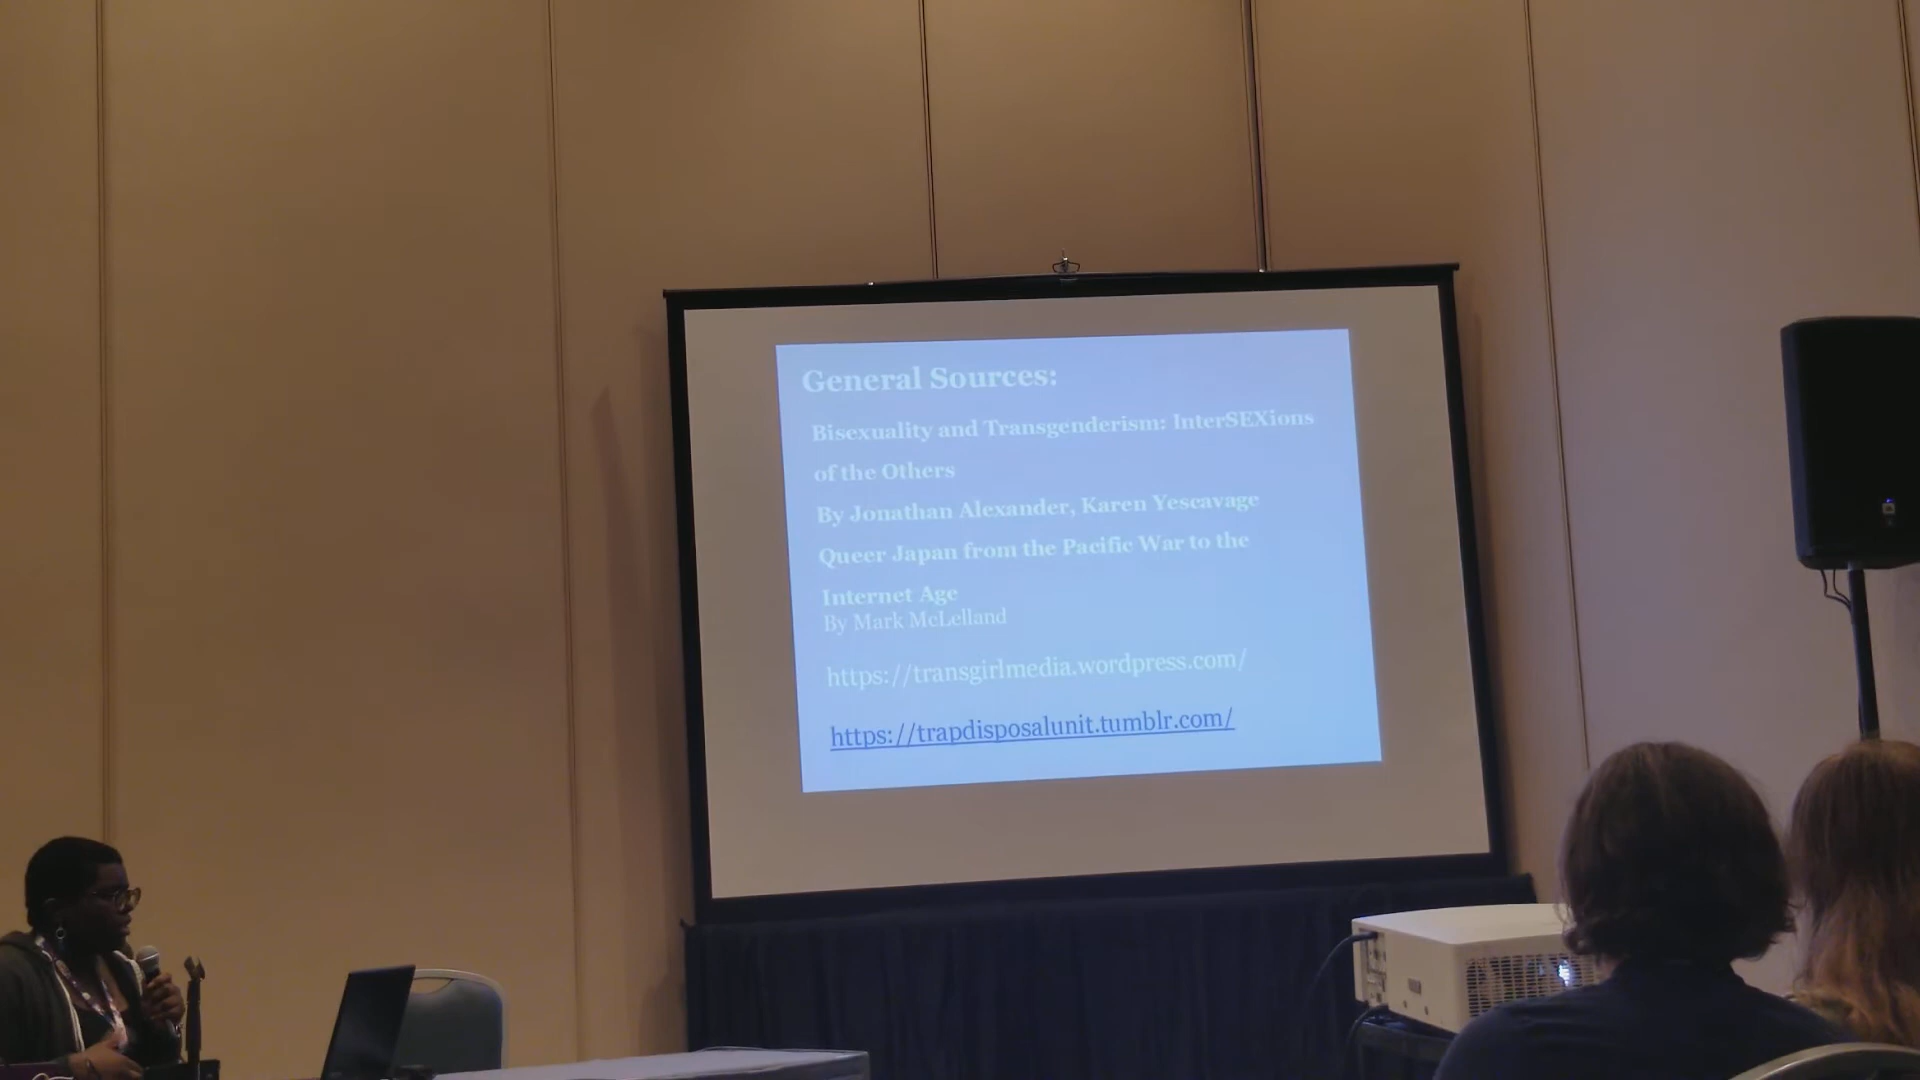 General Sources:
Bisexuality and Transgenderism: InterSEXions
of the Others
By Jonathan Alexander, Karen Yescavage
Queer Japan from the Pacific War to the
Internet Age
By Mark McLelland
https://transgirlmedia.wordpress.com/
https://trapdisposalunit.tumblr.com/